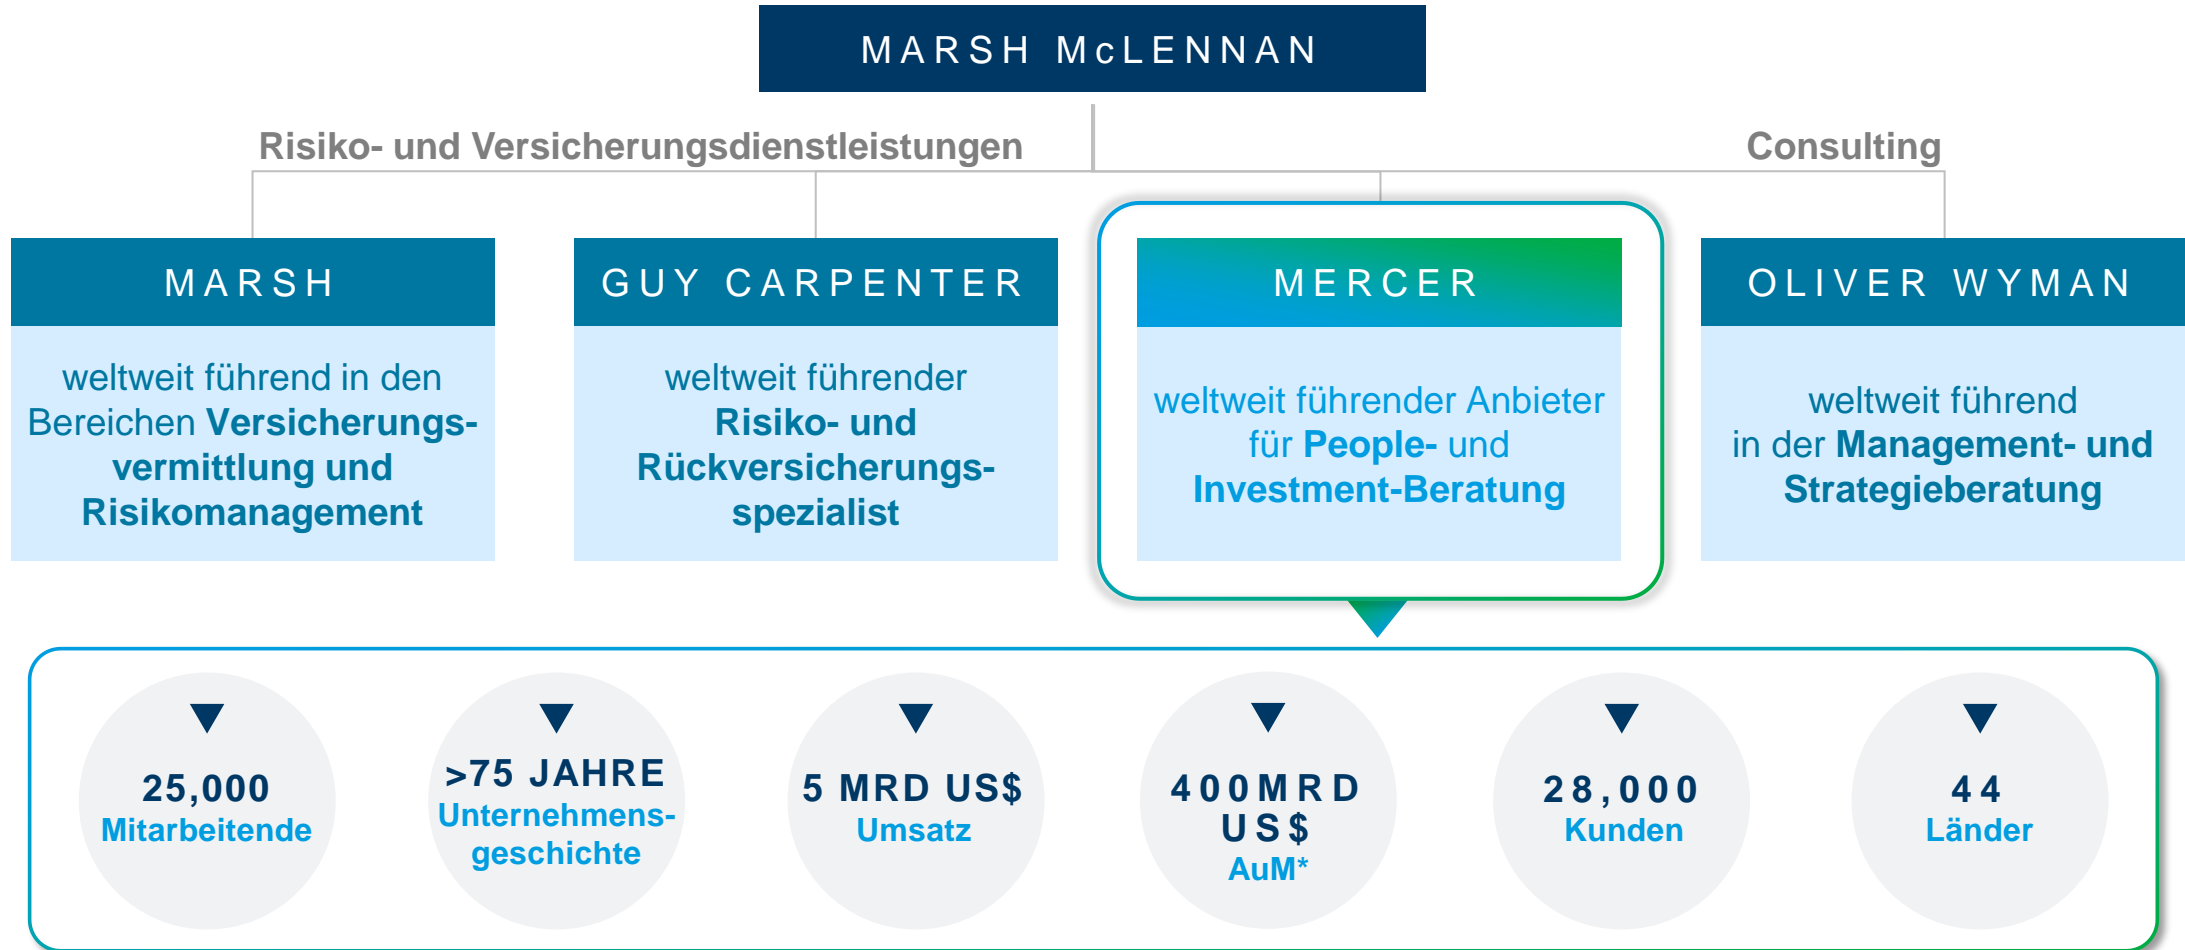 MARSH McLENNAN
Risiko- und Versicherungsdienstleistungen
Consulting
MARSH
weltweit führend in den
Bereichen Versicherungs-
vermittlung und
Risikomanagement
GUY CARPENTER
weltweit führender
Risiko- und
Rückversicherungs-
spezialist
MERCER
weltweit führender Anbieter
für People- und
Investment-Beratung
OLIVER WYMAN
weltweit führend
in der Management- und
Strategieberatung
25,000
Mitarbeitende
>75 JAHRE
Unternehmens-
geschichte
5 MRD US$
Umsatz
400MRD
US$
AuM*
28,000
Kunden
44
Länder